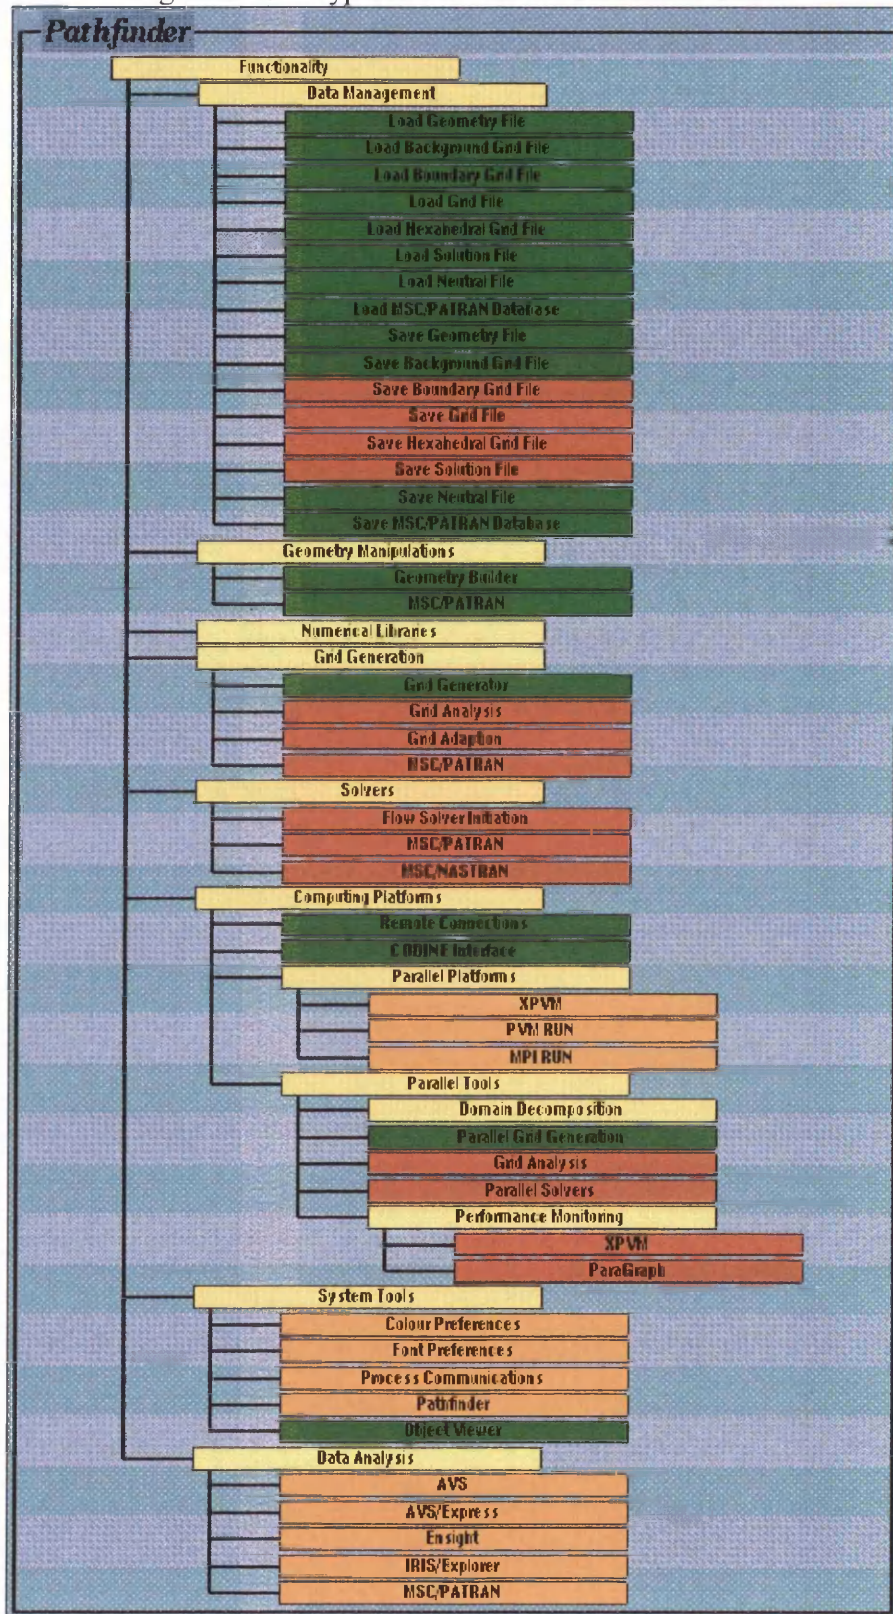 Pathfinder
Functionality
Data Management
Load Geometry File
Load Background Grid File
Load Boundary Grid File
Load Grid File
Load Hexahedral Grid File
Load Solution File
Load Neutral File
Load MSC/PATRAN Database
Save Geometry File
Save Background Grid File
Save Boundary Grid File
Save Grid File
Save Hexahedral Grid File
Save Solution File
Save Neutral File
Save MSC/PATRAN Database
Geometry Manipulations
Geometry Builder
MSC/PATRAN
Numerical Libraries
Grid Generation
Grid Generator
Grid Analysis
Grid Adaption
MSC/PATRAN
Solvers
Flow Solver Initiation
MSC/PATRAN
MSC/NASTRAN
Computing Platforms
Remote Connections
CODINE Interface
Parallel Platforms
XPVM
PVM RUN
MPI RUN
Parallel Tools
Domain Decomposition
Parallel Grid Generation
Grid Analysis
Parallel Solvers
Performance Monitoring
XPVM
ParaGraph
System Tools
Colour Preferences
Font Preferences
Process Communications
Pathfinder
Object Viewer
Data Analysis
AVS
AVS/Express
Ensight
IRIS/Explorer
MSC/PATRAN